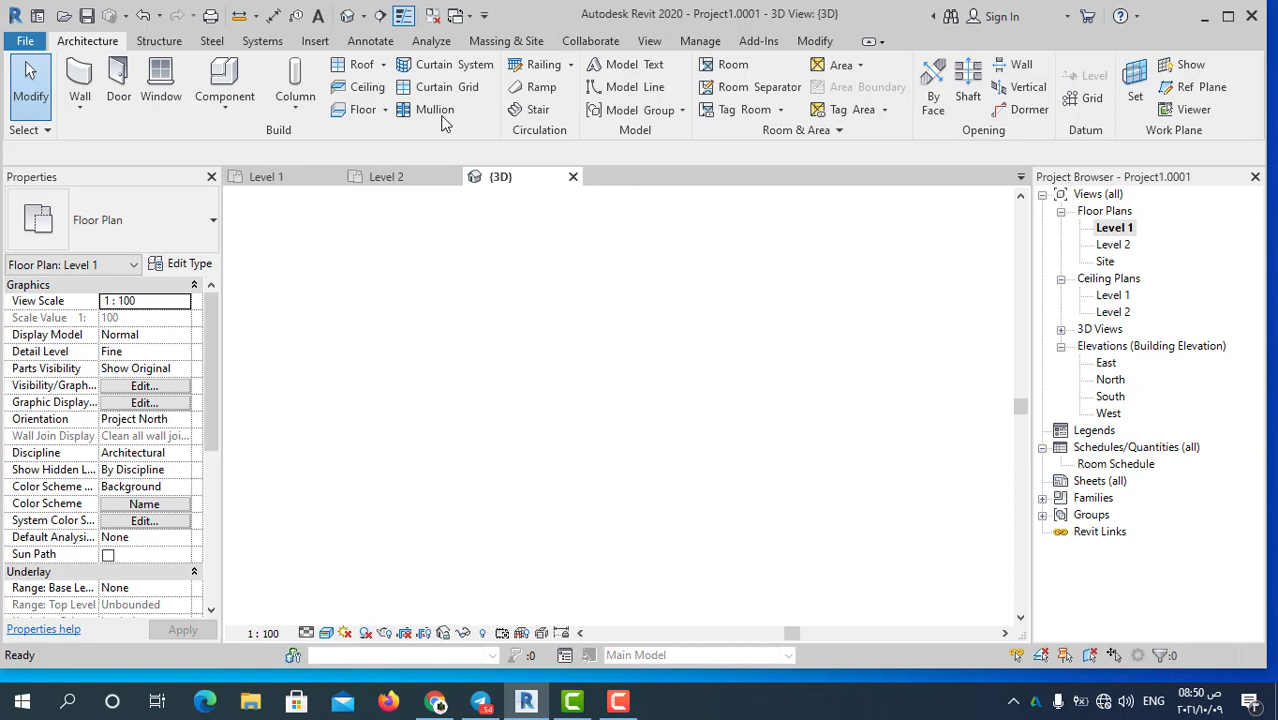 Autodesk Revit 2020 - Project1.0001 - 3D View: {3D}
Sign In
File Architecture Structure Steel Systems Insert Annotate Analyze Massing & Site Collaborate View Manage Add-Ins Modify
Modify Wall Door Window Component Column
Roof Curtain System Railing Model Text Room Area Wall Show
Ceiling Curtain Grid Ramp Model Line Room Separator Area Boundary By Face Shaft Vertical Level Grid Set Ref Plane
Floor Mullion Stair Model Group Tag Room Tag Area Dormer Viewer
Select Build Circulation Model Room & Area Opening Datum Work Plane
Properties
Level 1 Level 2 {3D}
Floor Plan
Floor Plan: Level 1 Edit Type
Graphics
View Scale 1 : 100
Scale Value 1: 100
Display Model Normal
Detail Level Fine
Parts Visibility Show Original
Visibility/Graph... Edit...
Graphic Display... Edit...
Orientation Project North
Wall Join Display Clean all wall joi...
Discipline Architectural
Show Hidden L... By Discipline
Color Scheme ... Background
Color Scheme Name
System Color S... Edit...
Default Analysi... None
Sun Path
Underlay
Range: Base Le... None
Range: Top Level Unbounded
Properties help Apply
Project Browser - Project1.0001
Views (all)
Floor Plans
Level 1
Level 2
Site
Ceiling Plans
Level 1
Level 2
3D Views
Elevations (Building Elevation)
East
North
South
West
Legends
Schedules/Quantities (all)
Room Schedule
Sheets (all)
Families
Groups
Revit Links
1 : 100
Ready :0 Main Model :0
54
ENG
08:50 ص
٢٠٢١/١٠/٠٩